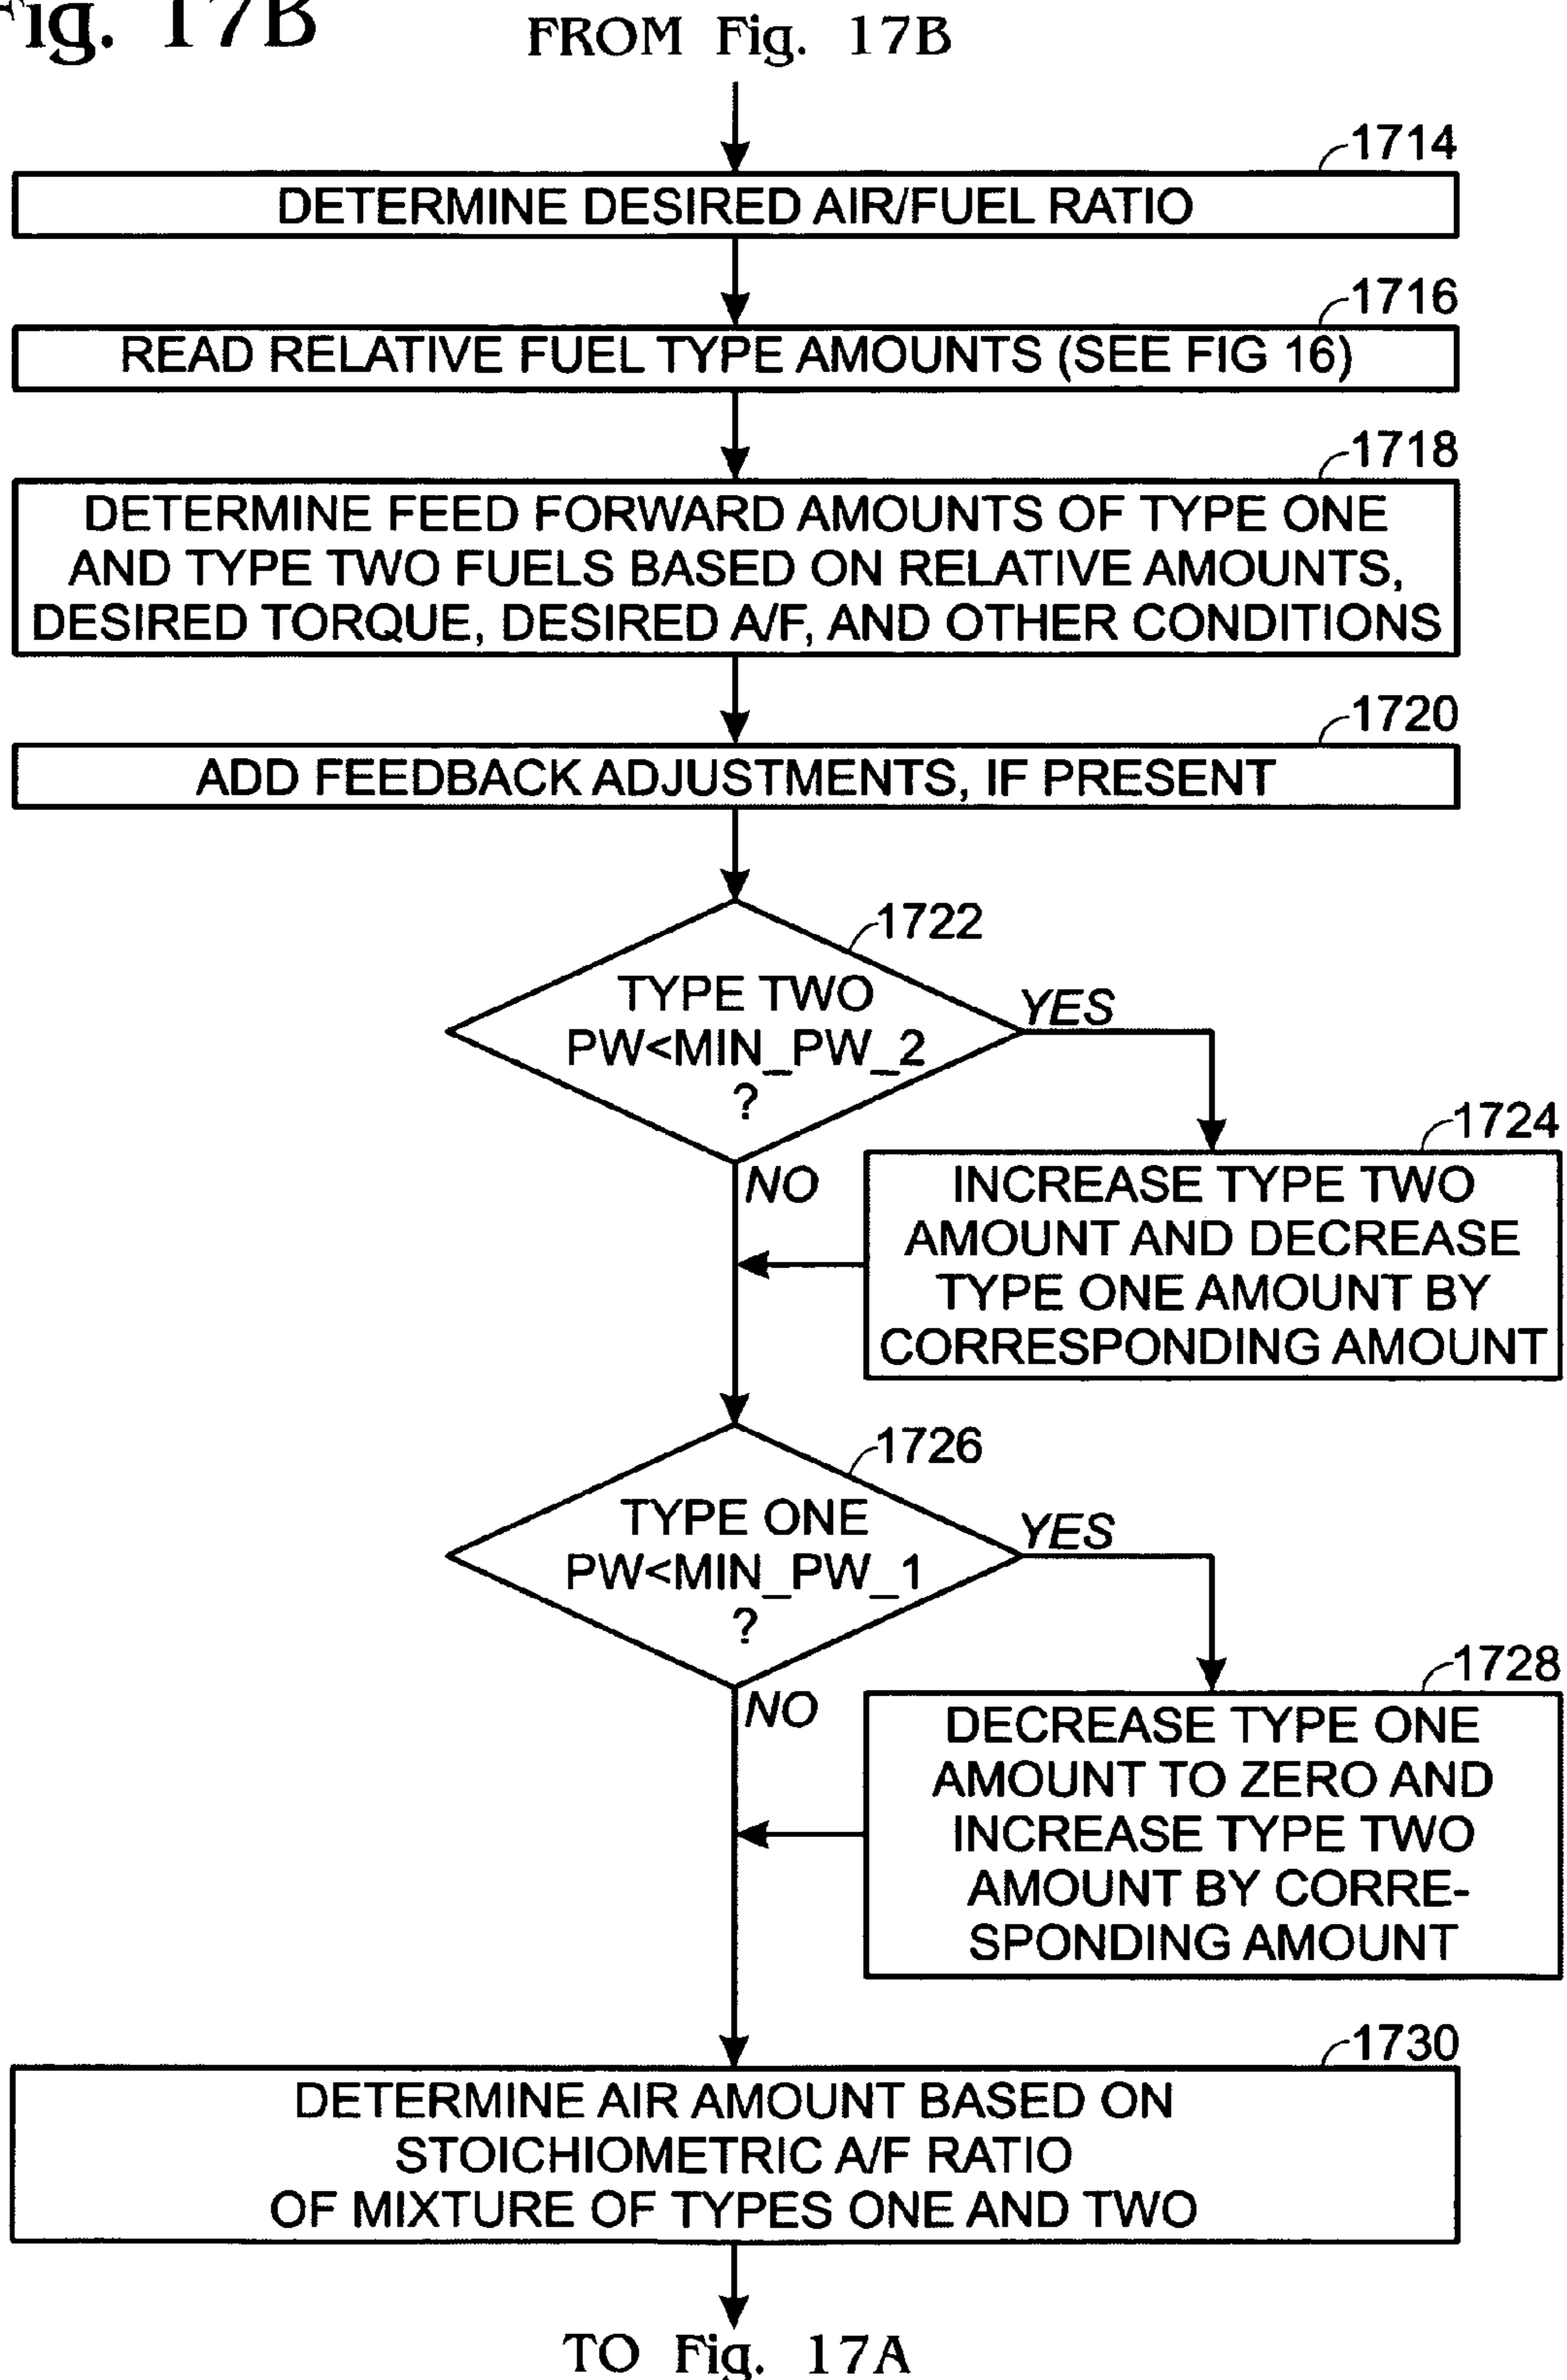 Fig. 17B
FROM Fig. 17B
1714
DETERMINE DESIRED AIR/FUEL RATIO
1716
READ RELATIVE FUEL TYPE AMOUNTS (SEE FIG 16)
1718
DETERMINE FEED FORWARD AMOUNTS OF TYPE ONE
AND TYPE TWO FUELS BASED ON RELATIVE AMOUNTS,
DESIRED TORQUE, DESIRED A/F, AND OTHER CONDITIONS
1720
ADD FEEDBACK ADJUSTMENTS, IF PRESENT
1722
TYPE TWO
PW<MIN_PW_2
?
YES
NO
1724
INCREASE TYPE TWO
AMOUNT AND DECREASE
TYPE ONE AMOUNT BY
CORRESPONDING AMOUNT
1726
TYPE ONE
PW<MIN_PW_1
?
YES
NO
1728
DECREASE TYPE ONE
AMOUNT TO ZERO AND
INCREASE TYPE TWO
AMOUNT BY CORRE-
SPONDING AMOUNT
1730
DETERMINE AIR AMOUNT BASED ON
STOICHIOMETRIC A/F RATIO
OF MIXTURE OF TYPES ONE AND TWO
TO Fig. 17A